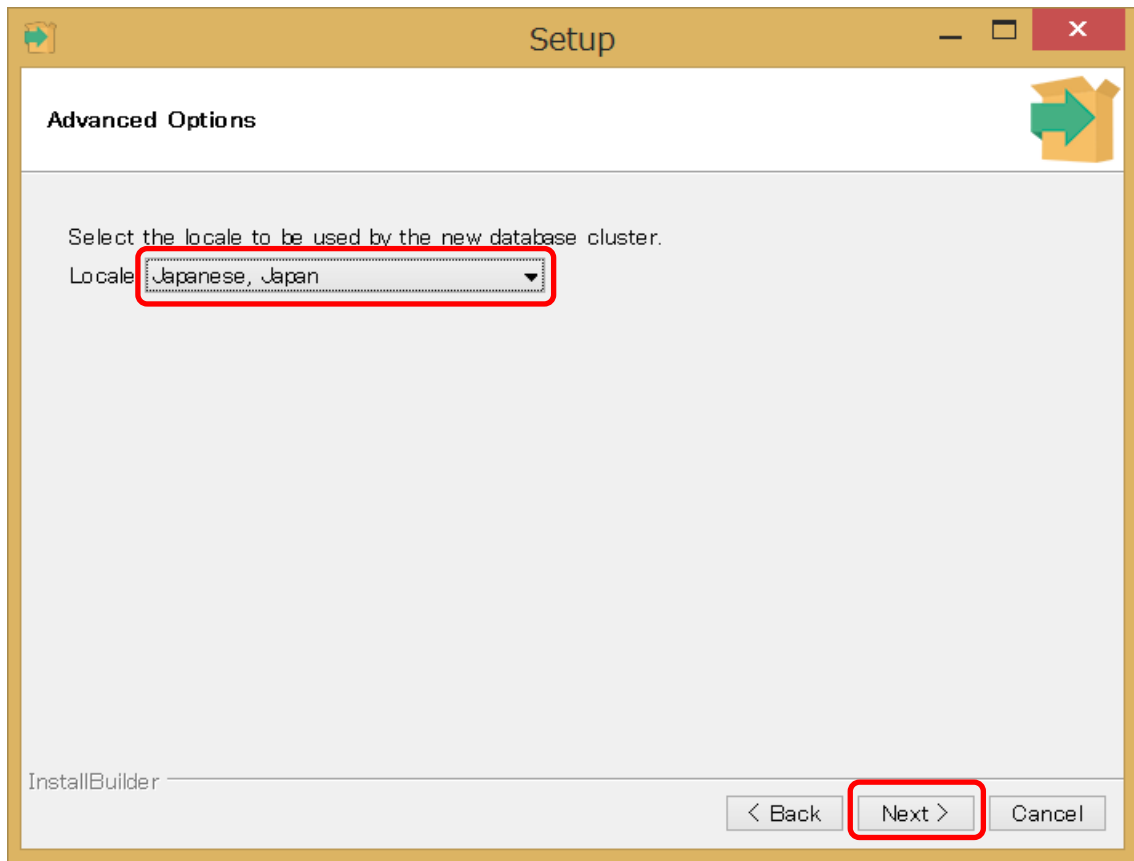 Setup
Advanced Options
Select the locale to be used by the new database cluster.
Locale Japanese, Japan
InstallBuilder
< Back Next > Cancel